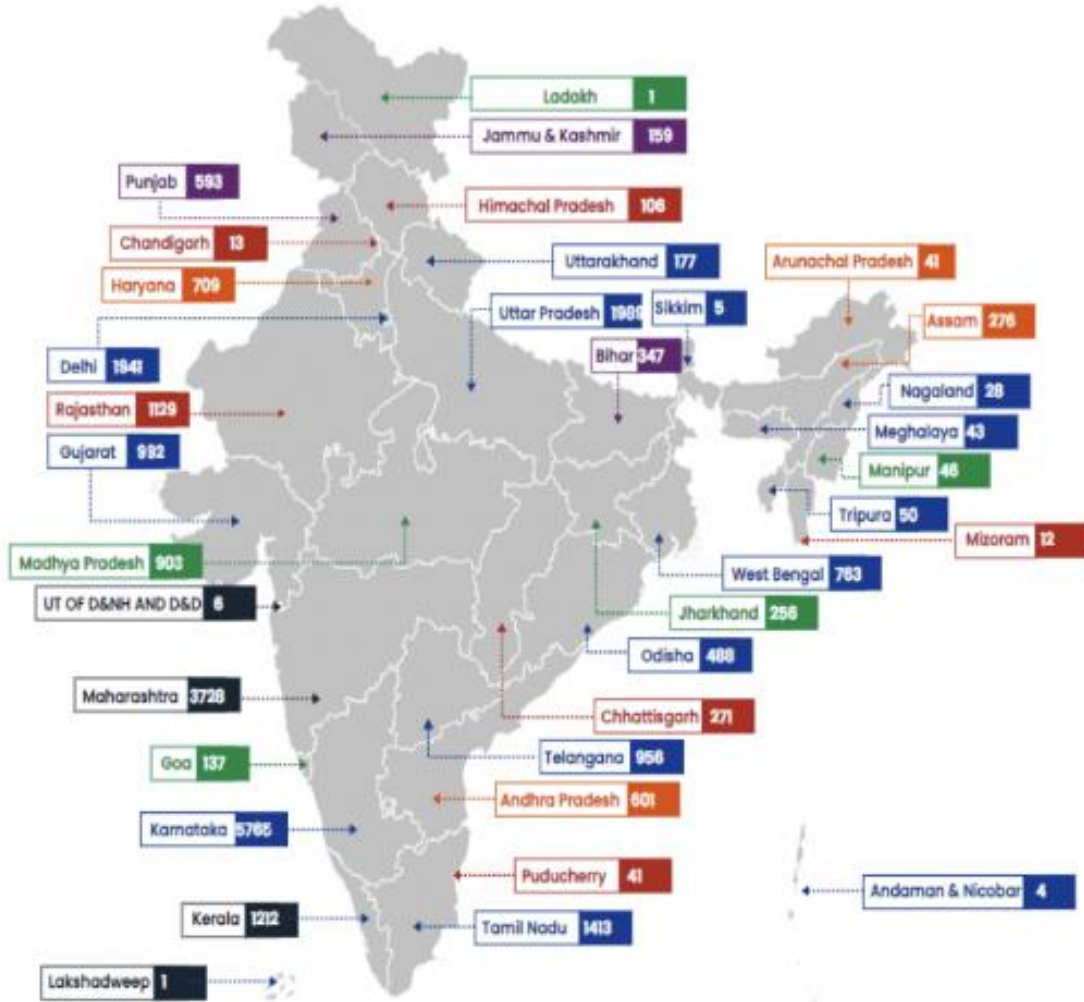 Ladakh 1
Jammu & Kashmir 159
Punjab 593
Himachal Pradesh 106
Chandigarh 13
Uttarakhand 177
Arunachal Pradesh 41
Haryana 709
Uttar Pradesh
Sikkim 5
Assam 276
Bihar 347
Delhi 1941
Nagaland 28
Rajasthan 1129
Meghalaya 43
Gujarat 992
Manipur 46
Tripura 50
Mizoram 12
Madhya Pradesh 903
West Bengal 763
UT OF D&NH AND D&D 6
Jharkhand 256
Odisha 488
Maharashtra 3728
Chhattisgarh 271
Goa 137
Telangana 956
Andhra Pradesh 601
Karnataka 5765
Puducherry 41
Andaman & Nicobar 4
Kerala 1212
Tamil Nadu 1413
Lakshadweep 1